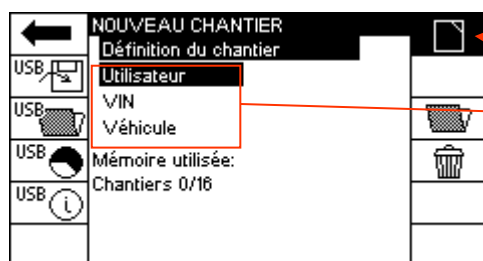 NOUVEAU CHANTIER
Définition du chantier
USB
Utilisateur
VIN
USB
Véhicule
USB
Mémoire utilisée:
Chantiers 0/16
USB